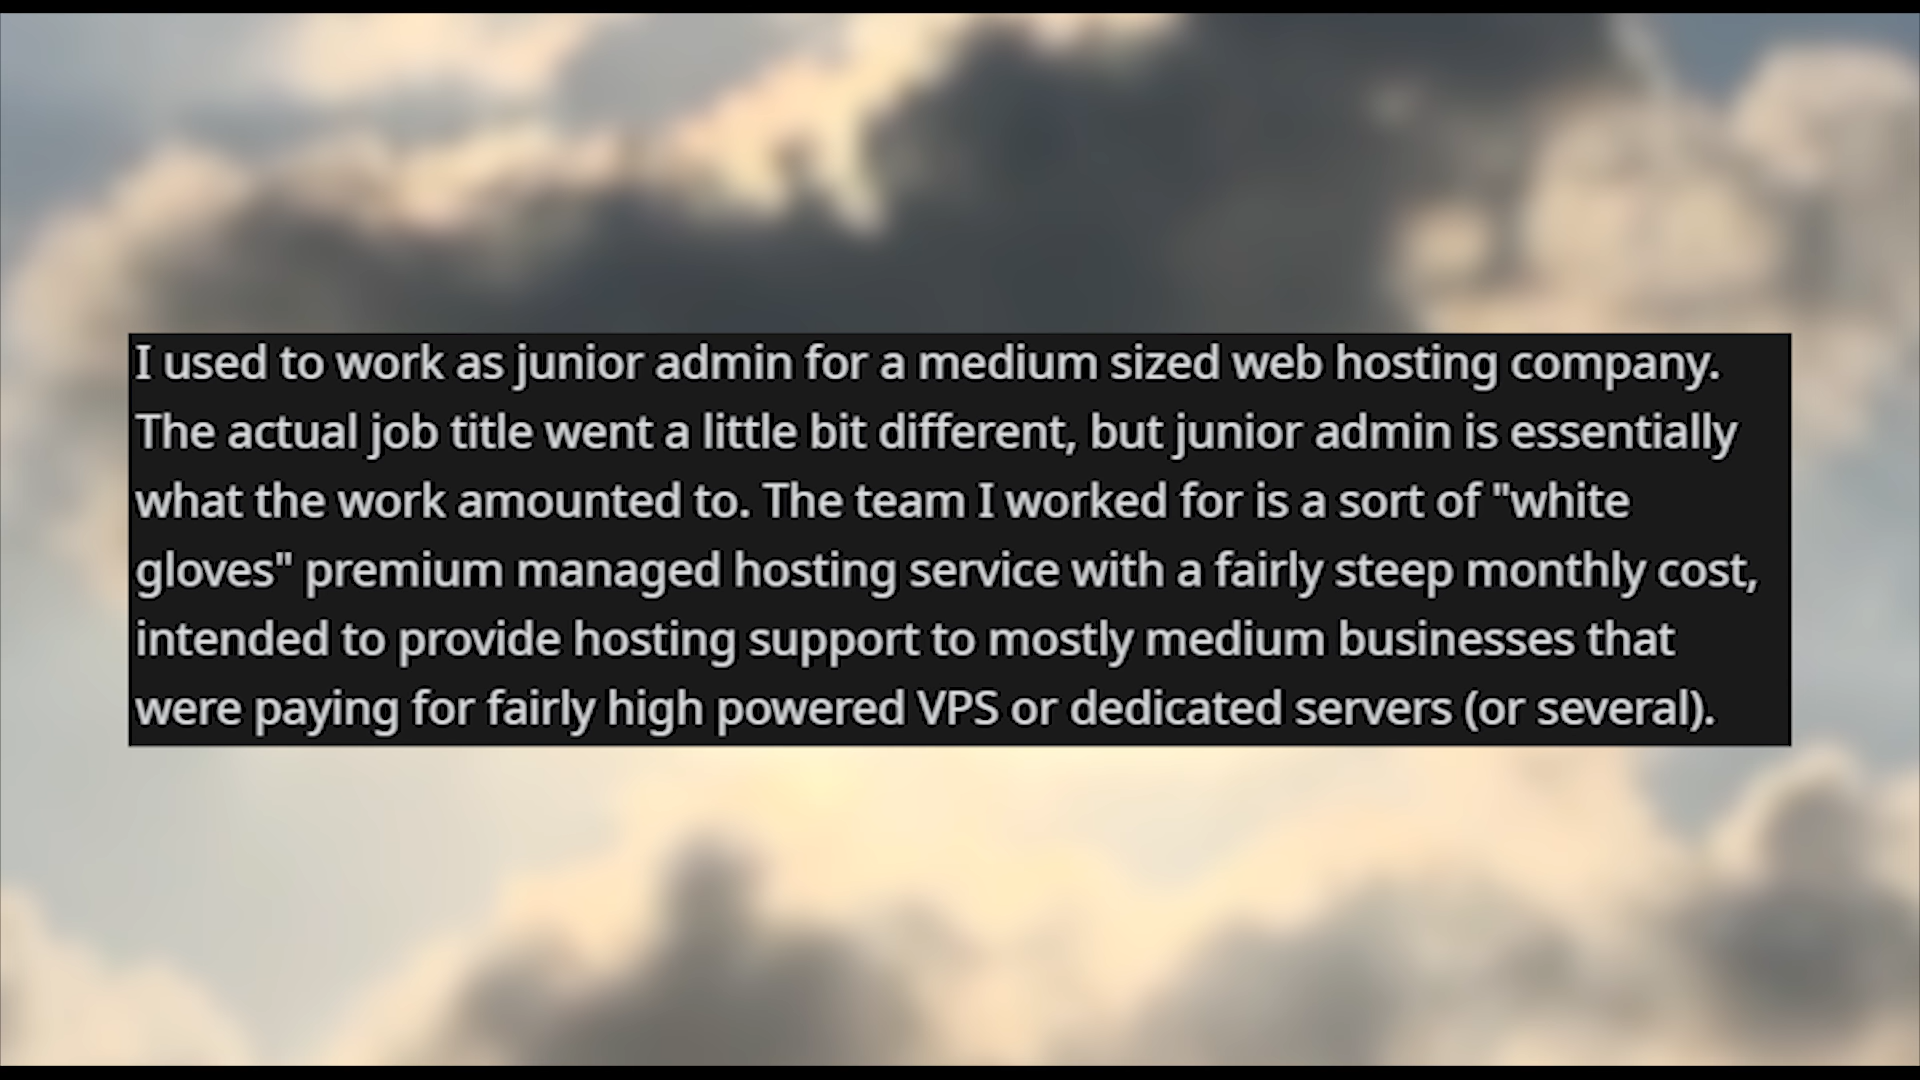 I used to work as junior admin for a medium sized web hosting company.
The actual job title went a little bit different, but junior admin is essentially
what the work amounted to. The team I worked for is a sort of "white
gloves" premium managed hosting service with a fairly steep monthly cost,
intended to provide hosting support to mostly medium businesses that
were paying for fairly high powered VPS or dedicated servers (or several).